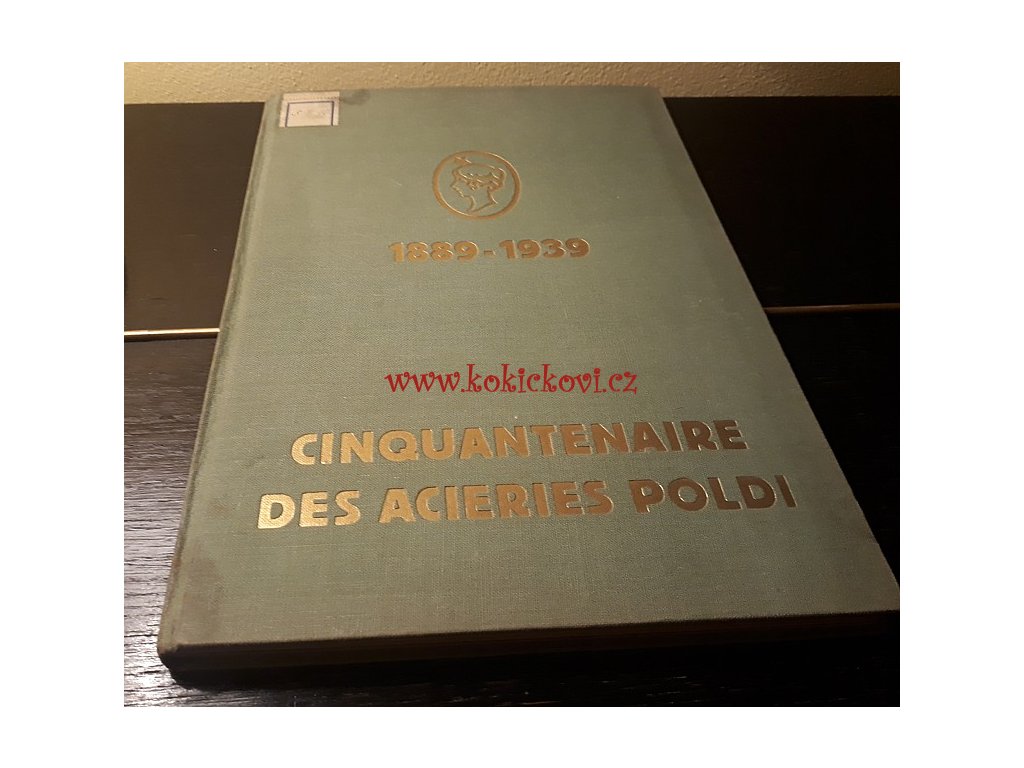 1889-1939
www.kokickovi.cz
CINQUANTENAIRE
DES ACIERIES POLDI